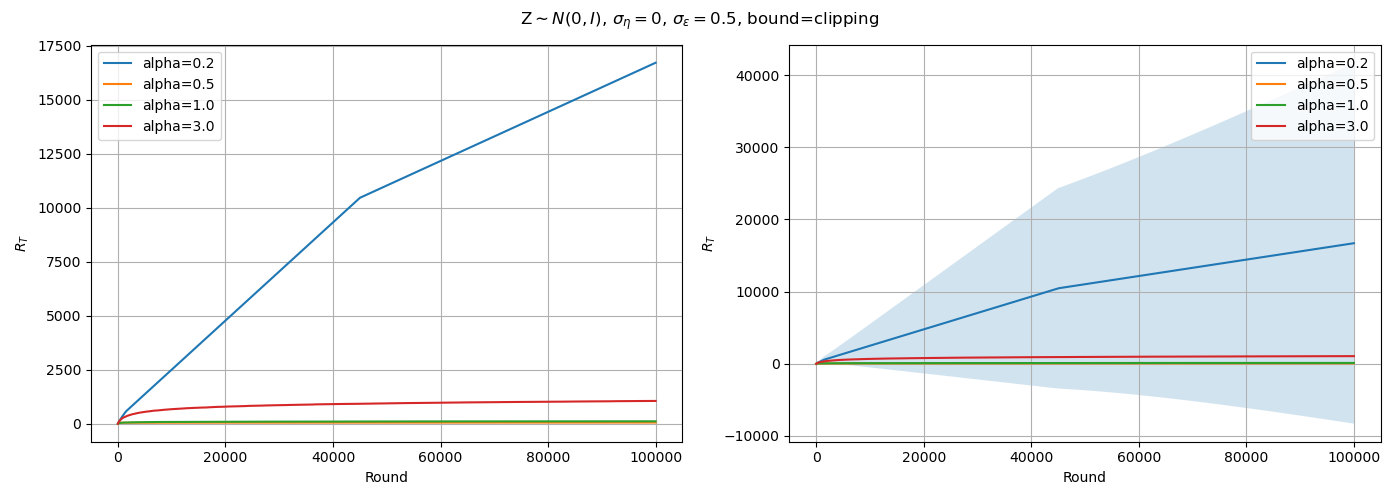 Z ~ N(0, I), σ_η = 0, σ_ε = 0.5, bound=clipping
17500
15000
12500
10000
7500
5000
2500
0
R_T
alpha=0.2
alpha=0.5
alpha=1.0
alpha=3.0
0 20000 40000 60000 80000 100000
Round
40000
30000
20000
10000
0
−10000
R_T
alpha=0.2
alpha=0.5
alpha=1.0
alpha=3.0
0 20000 40000 60000 80000 100000
Round